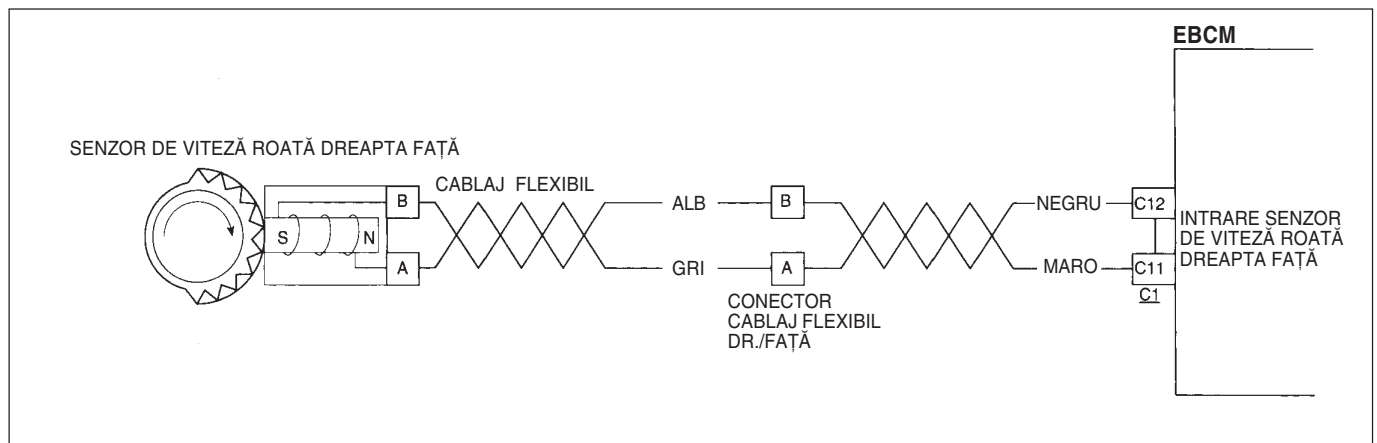 EBCM
SENZOR DE VITEZĂ ROATĂ DREAPTA FAȚĂ
CABLAJ FLEXIBIL
B
ALB
B
NEGRU
C12
S
N
INTRARE SENZOR
DE VITEZĂ ROATĂ
DREAPTA FAȚĂ
A
GRI
A
MARO
C11
C1
CONECTOR
CABLAJ FLEXIBIL
DR./FAȚĂ